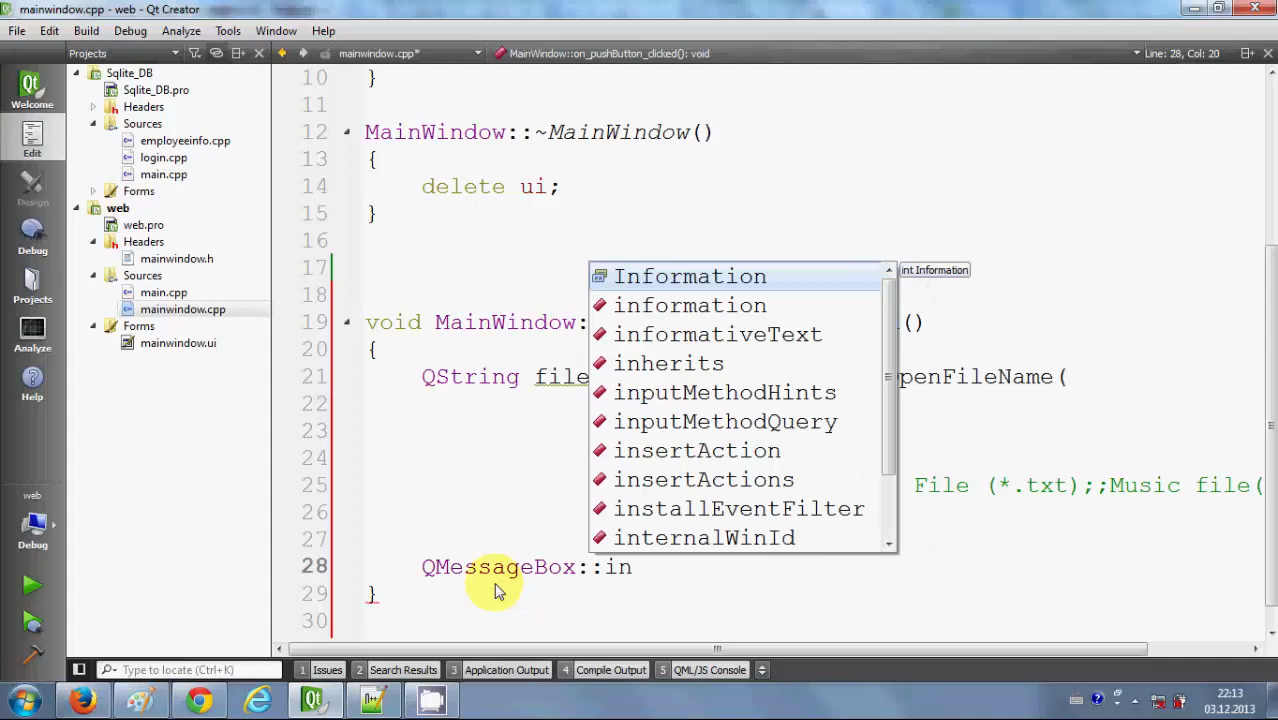 mainwindow.cpp - web - Qt Creator
File Edit Build Debug Analyze Tools Window Help
Projects mainwindow.cpp* MainWindow::on_pushButton_clicked(): void Line: 28, Col: 20
Welcome
Edit
Design
Debug
Projects
Analyze
Help
web
Debug
Sqlite_DB
Sqlite_DB.pro
Headers
Sources
employeeinfo.cpp
login.cpp
main.cpp
Forms
web
web.pro
Headers
mainwindow.h
Sources
main.cpp
mainwindow.cpp
Forms
mainwindow.ui
10 }
11
12 MainWindow::~MainWindow()
13 {
14 delete ui;
15 }
16
17
18
19 void MainWindow: ()
20 {
21 QString file penFileName(
22
23
24
25 File (*.txt);;Music file(
26
27
28 QMessageBox::in
29 }
30
Information
information
informativeText
inherits
inputMethodHints
inputMethodQuery
insertAction
insertActions
installEventFilter
internalWinId
int Information
Type to locate (Ctrl+K) 1 Issues 2 Search Results 3 Application Output 4 Compile Output 5 QML/JS Console
22:13
03.12.2013